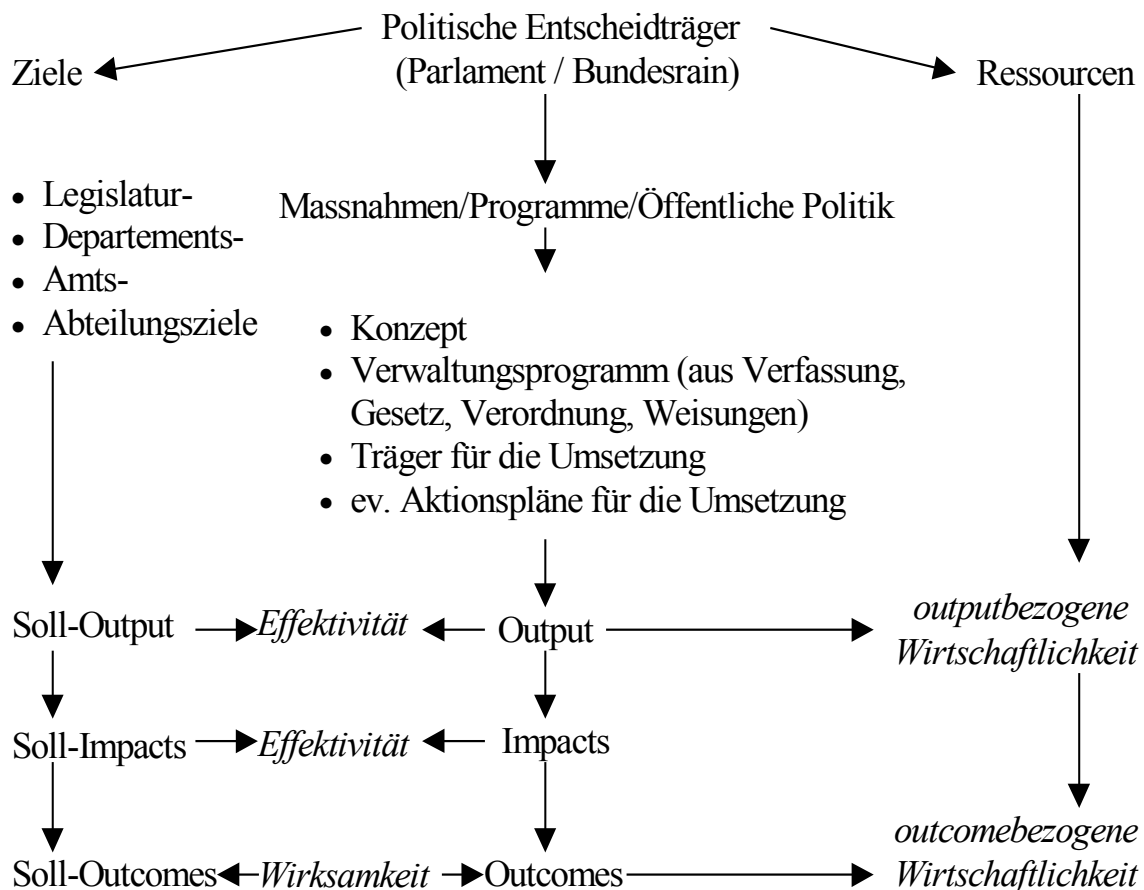 Politische Entscheidträger
(Parlament / Bundesrain)
Ziele
Ressourcen
• Legislatur-
• Departements-
• Amts-
• Abteilungsziele
Massnahmen/Programme/Öffentliche Politik
• Konzept
• Verwaltungsprogramm (aus Verfassung,
Gesetz, Verordnung, Weisungen)
• Träger für die Umsetzung
• ev. Aktionspläne für die Umsetzung
Soll-Output
Effektivität
Output
outputbezogene
Wirtschaftlichkeit
Soll-Impacts
Effektivität
Impacts
Soll-Outcomes
Wirksamkeit
Outcomes
outcomebezogene
Wirtschaftlichkeit